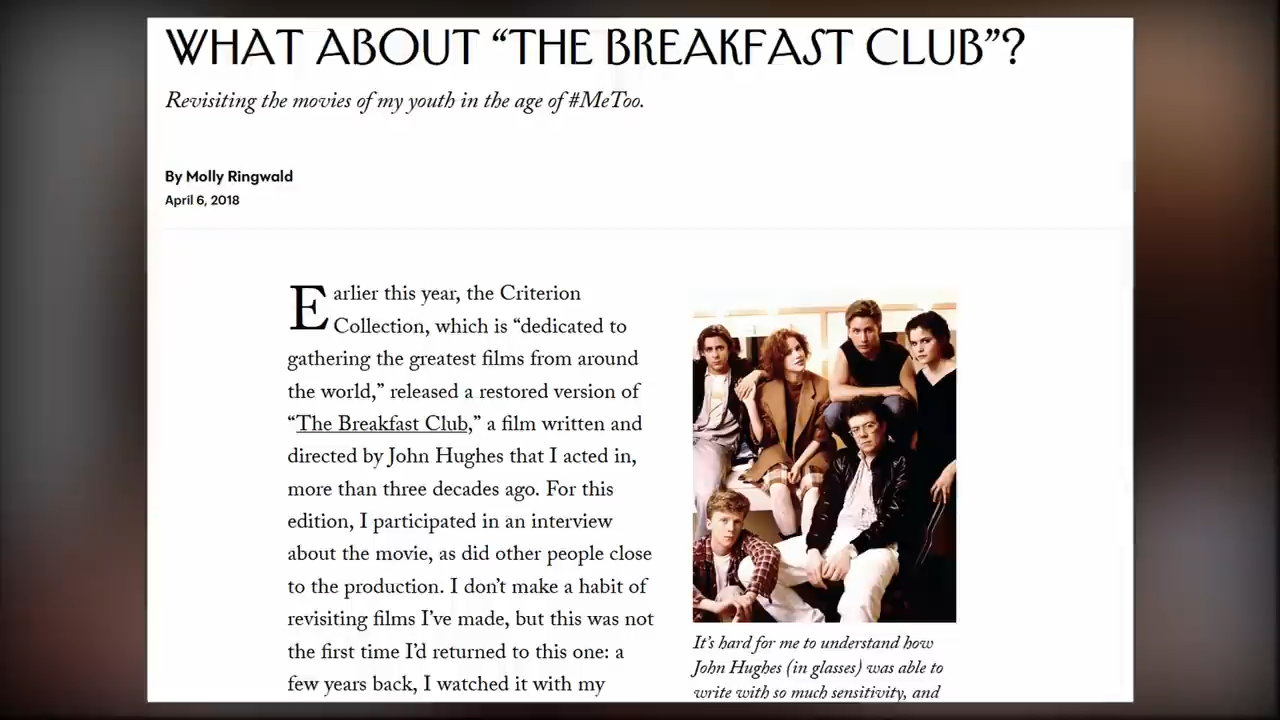 WHAT ABOUT “THE BREAKFAST CLUB”?
Revisiting the movies of my youth in the age of #MeToo.
By Molly Ringwald
April 6, 2018
Earlier this year, the Criterion
Collection, which is “dedicated to
gathering the greatest films from around
the world,” released a restored version of
“The Breakfast Club,” a film written and
directed by John Hughes that I acted in,
more than three decades ago. For this
edition, I participated in an interview
about the movie, as did other people close
to the production. I don’t make a habit of
revisiting films I’ve made, but this was not
the first time I’d returned to this one: a
few years back, I watched it with my
It’s hard for me to understand how
John Hughes (in glasses) was able to
write with so much sensitivity, and